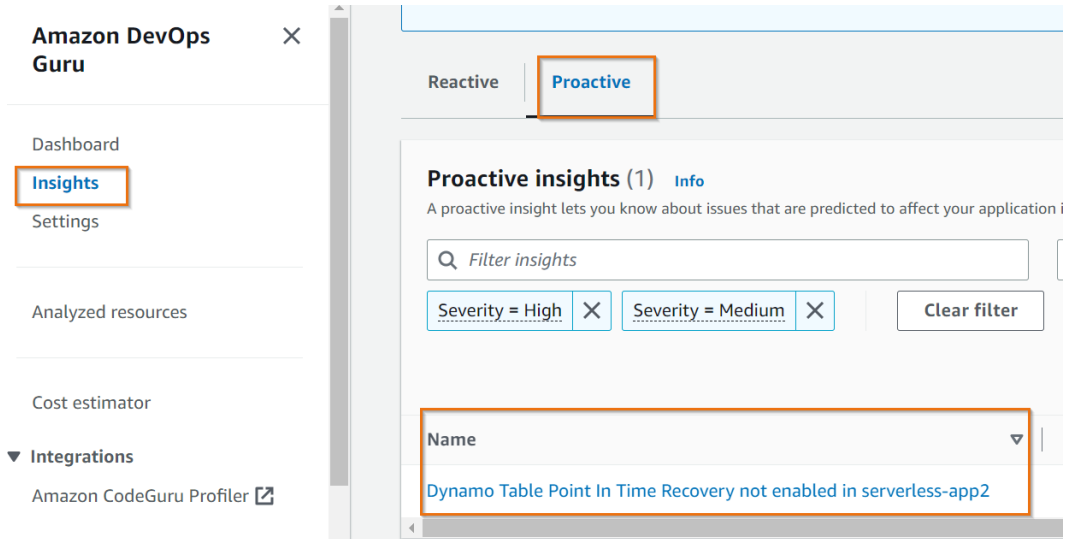 Amazon DevOps
Guru
Dashboard
Insights
Settings
Analyzed resources
Cost estimator
Integrations
Amazon CodeGuru Profiler
Reactive
Proactive
Proactive insights (1) Info
A proactive insight lets you know about issues that are predicted to affect your application i
Filter insights
Severity = High
Severity = Medium
Clear filter
Name
Dynamo Table Point In Time Recovery not enabled in serverless-app2